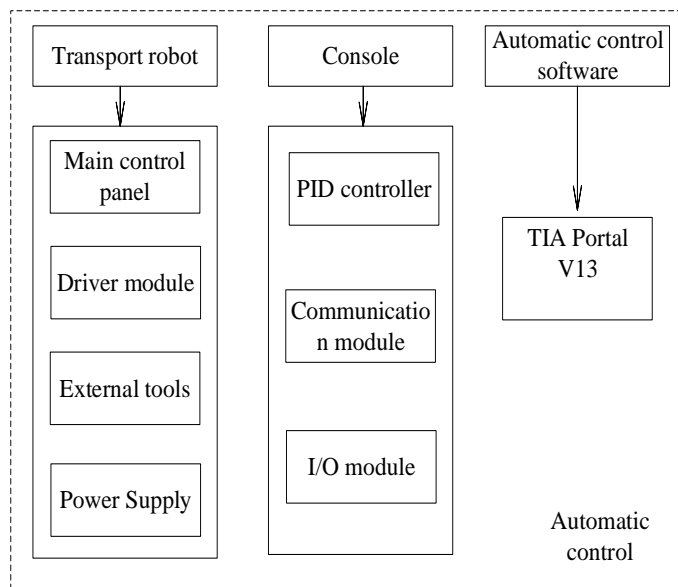 Transport robot
Main control
panel
Driver module
External tools
Power Supply
Console
PID controller
Communicatio
n module
I/O module
Automatic control
software
TIA Portal
V13
Automatic
control